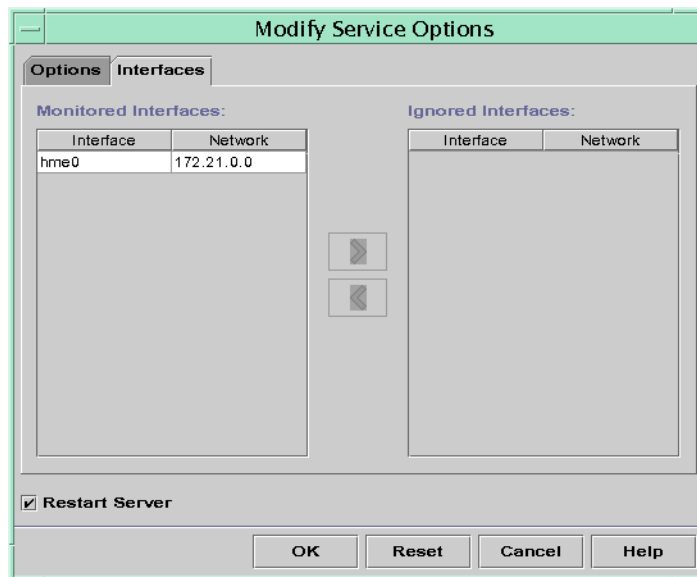 Modify Service Options
Options Interfaces
Monitored Interfaces: Ignored Interfaces:
Interface Network Interface Network
hme0 172.21.0.0
Restart Server
OK Reset Cancel Help